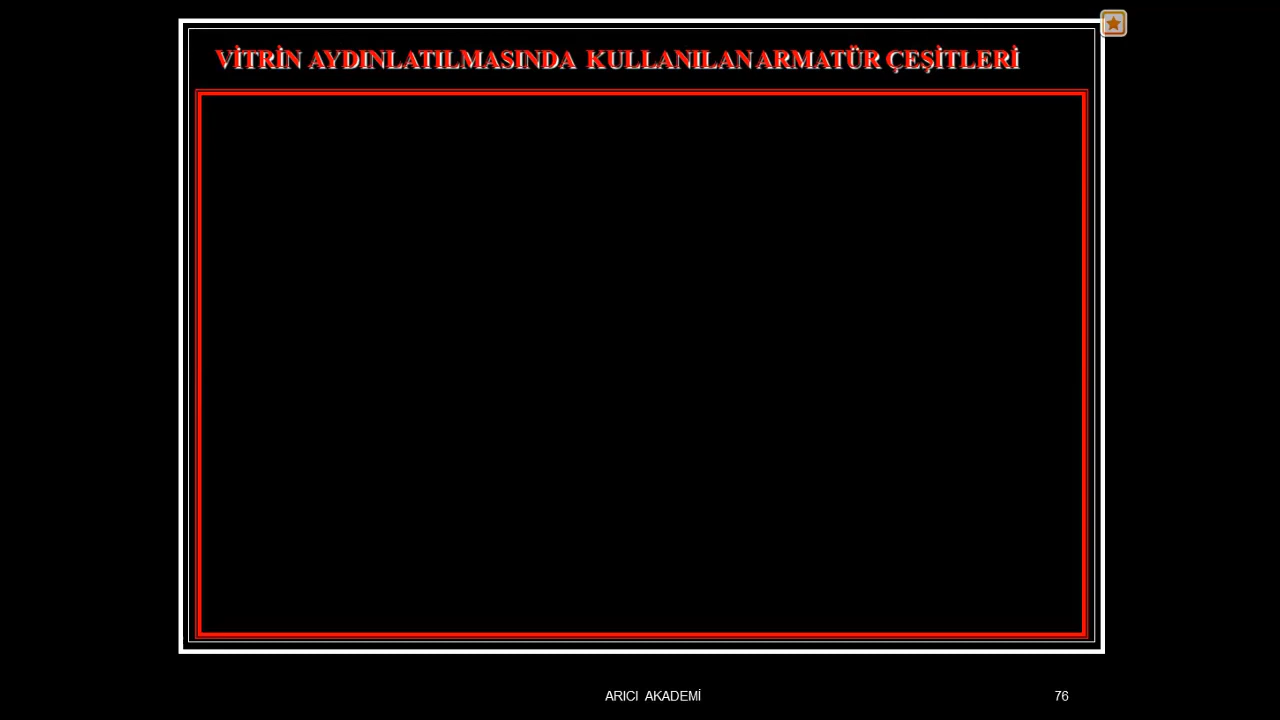 VİTRİN AYDINLATILMASINDA KULLANILAN ARMATÜR ÇEŞİTLERİ
ARICI AKADEMİ
76